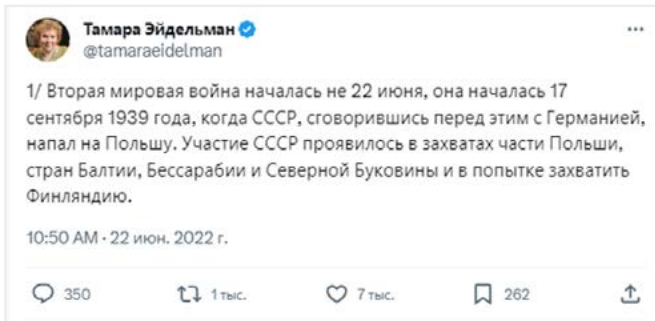 Тамара Эйдельман
@tamaraeidelman
1/ Вторая мировая война началась не 22 июня, она началась 17
сентября 1939 года, когда СССР, сговорившись перед этим с Германией,
напал на Польшу. Участие СССР проявилось в захватах части Польши,
стран Балтии, Бессарабии и Северной Буковины и в попытке захватить
Финляндию.
10:50 AM · 22 июн. 2022 г.
350 1 тыс. 7 тыс. 262